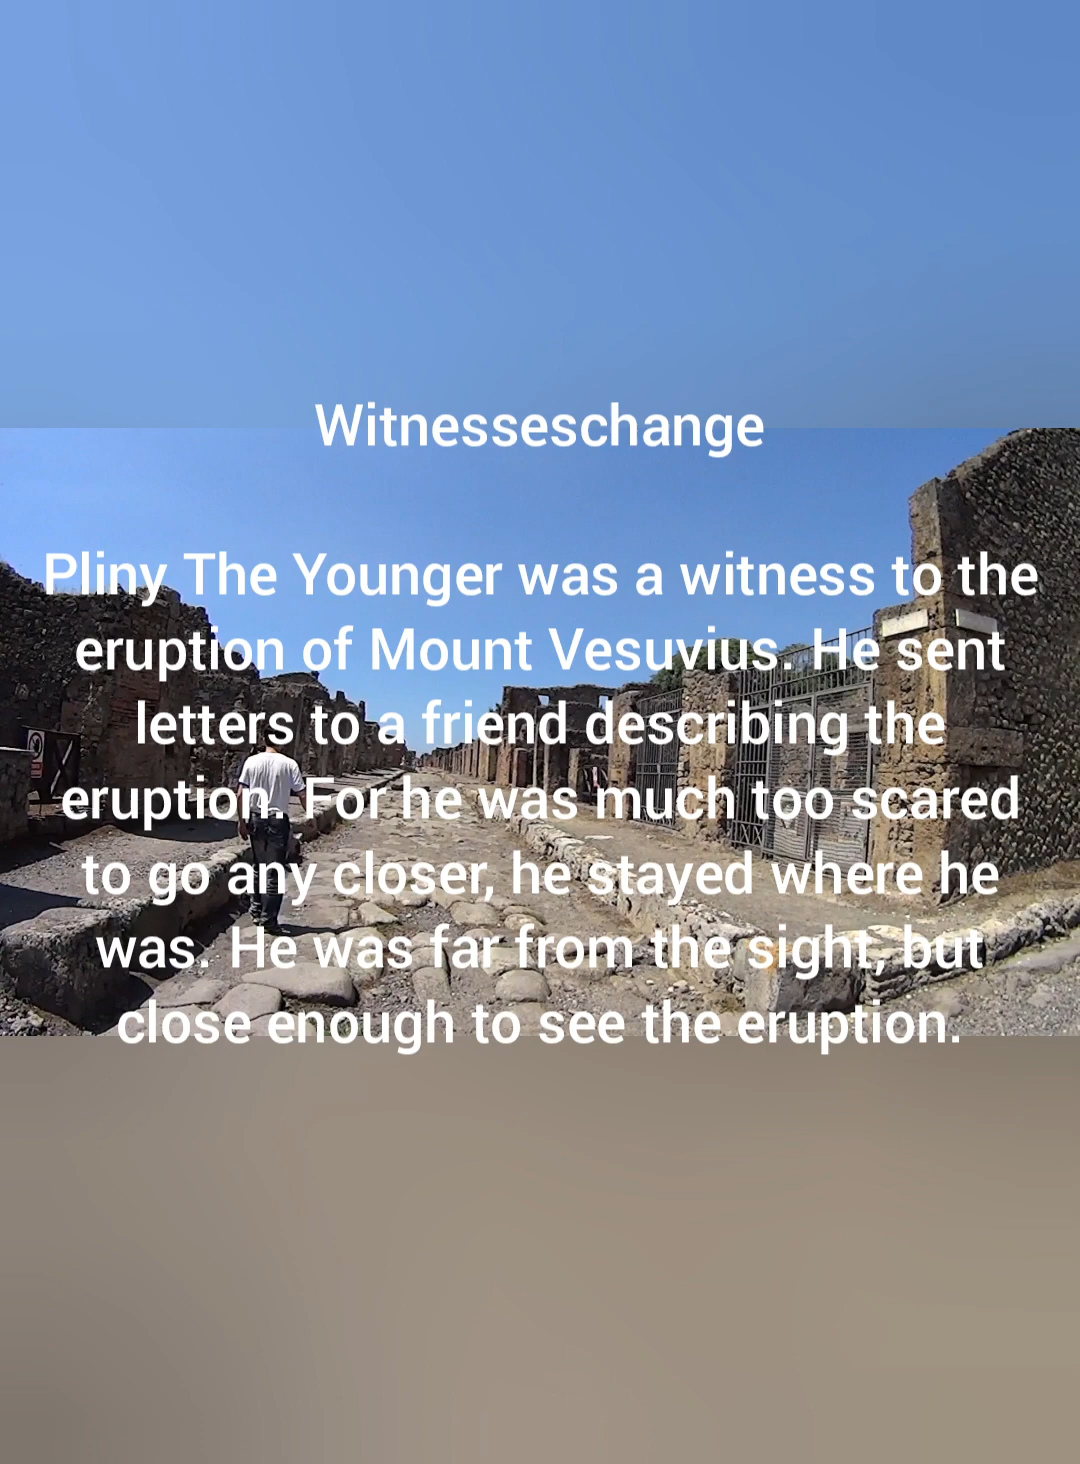 Witnesseschange
Pliny The Younger was a witness to the
eruption of Mount Vesuvius. He sent
letters to a friend describing the
eruption. For he was much too scared
to go any closer, he stayed where he
was. He was far from the sight, but
close enough to see the eruption.